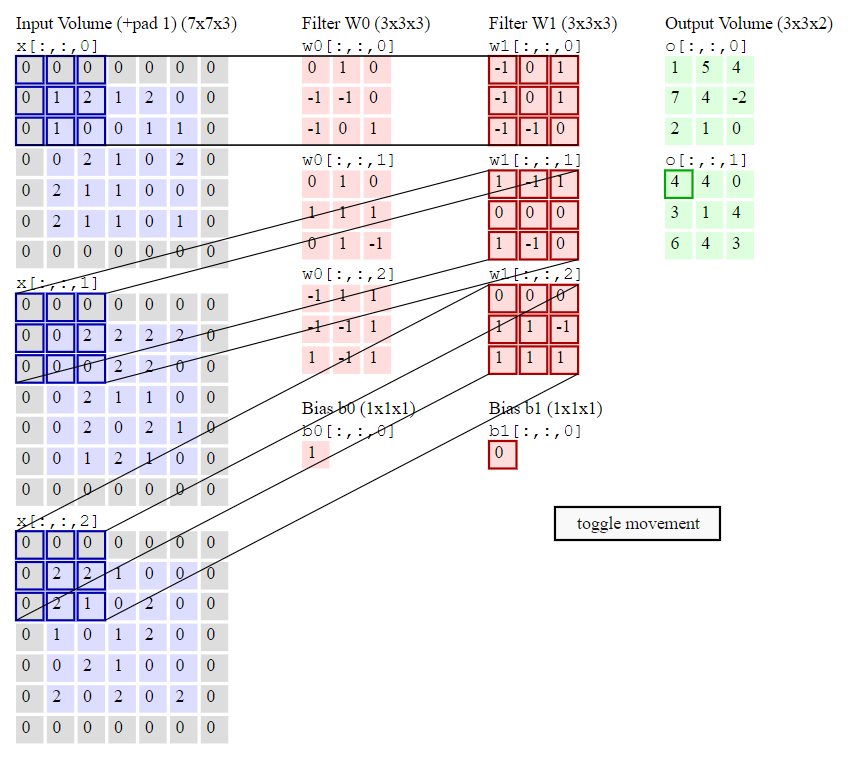 Input Volume (+pad 1) (7x7x3)
x[:,:,0]
0 0 0 0 0 0 0
0 1 2 1 2 0 0
0 1 0 0 1 1 0
0 0 2 1 0 2 0
0 2 1 1 0 0 0
0 2 1 1 0 1 0
0 0 0 0 0 0 0
x[:,:,1]
0 0 0 0 0 0 0
0 0 2 2 2 2 0
0 0 0 2 2 0 0
0 0 2 1 1 0 0
0 0 2 0 2 1 0
0 0 1 2 1 0 0
0 0 0 0 0 0 0
x[:,:,2]
0 0 0 0 0 0 0
0 2 2 1 0 0 0
0 2 1 0 2 0 0
0 1 0 1 2 0 0
0 0 2 1 0 0 0
0 2 0 2 0 2 0
0 0 0 0 0 0 0
Filter W0 (3x3x3)
w0[:,:,0]
0 1 0
-1 -1 0
-1 0 1
w0[:,:,1]
0 1 0
1 1 1
0 1 -1
w0[:,:,2]
-1 1 1
-1 -1 1
1 -1 1
Bias b0 (1x1x1)
b0[:,:,0]
1
Filter W1 (3x3x3)
w1[:,:,0]
-1 0 1
-1 0 1
-1 -1 0
w1[:,:,1]
1 -1 1
0 0 0
1 -1 0
w1[:,:,2]
0 0 0
1 1 -1
1 1 1
Bias b1 (1x1x1)
b1[:,:,0]
0
Output Volume (3x3x2)
o[:,:,0]
1 5 4
7 4 -2
2 1 0
o[:,:,1]
4 4 0
3 1 4
6 4 3
toggle movement